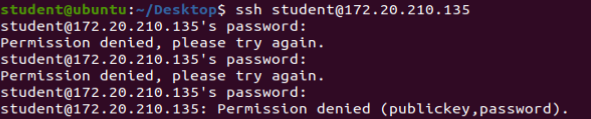 student@ubuntu:~/Desktop$ ssh student@172.20.210.135
student@172.20.210.135's password:
Permission denied, please try again.
student@172.20.210.135's password:
Permission denied, please try again.
student@172.20.210.135's password:
student@172.20.210.135: Permission denied (publickey,password).